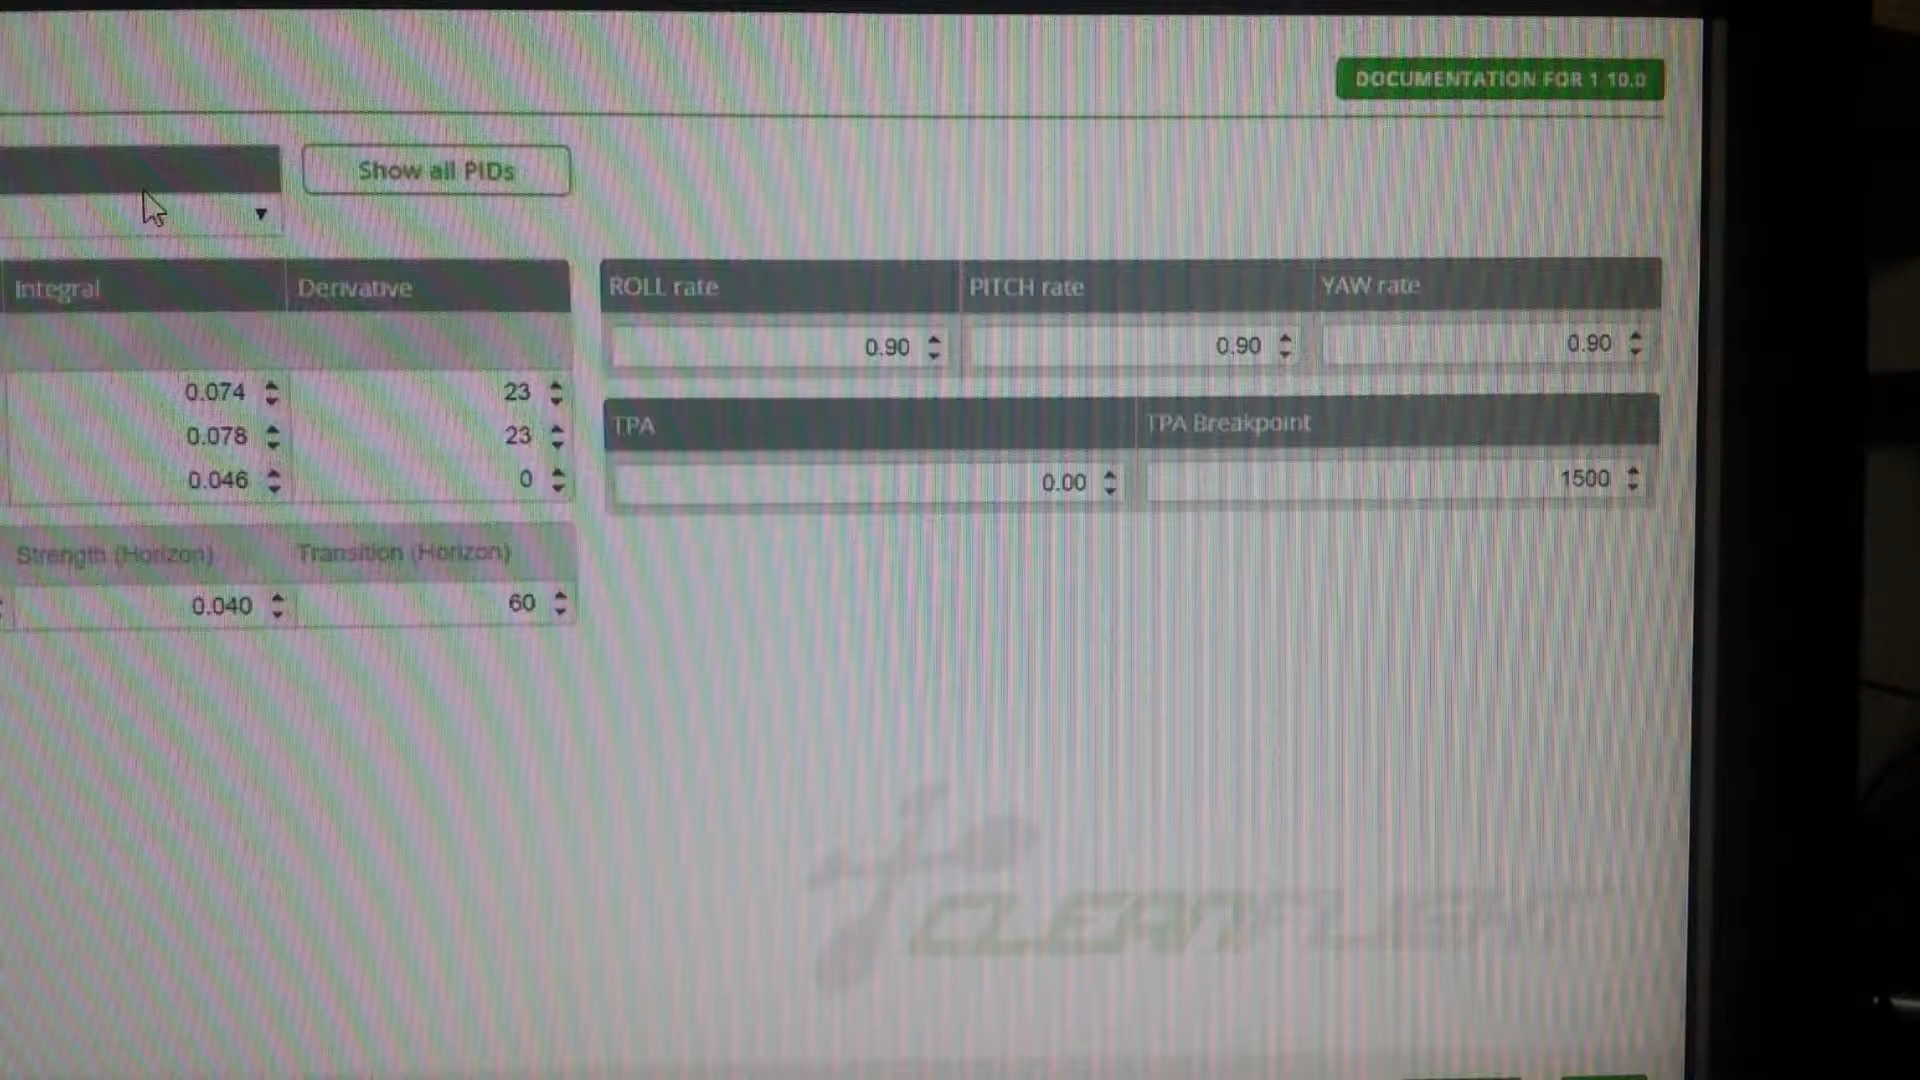 DOCUMENTATION FOR 1.10.0
Show all PIDs
Integral Derivative ROLL rate PITCH rate YAW rate
0.90 0.90 0.90
0.074 23
0.078 23
0.046 0
TPA TPA Breakpoint
0.00 1500
Strength (Horizon) Transition (Horizon)
0.040 60
CLEANFLIGHT